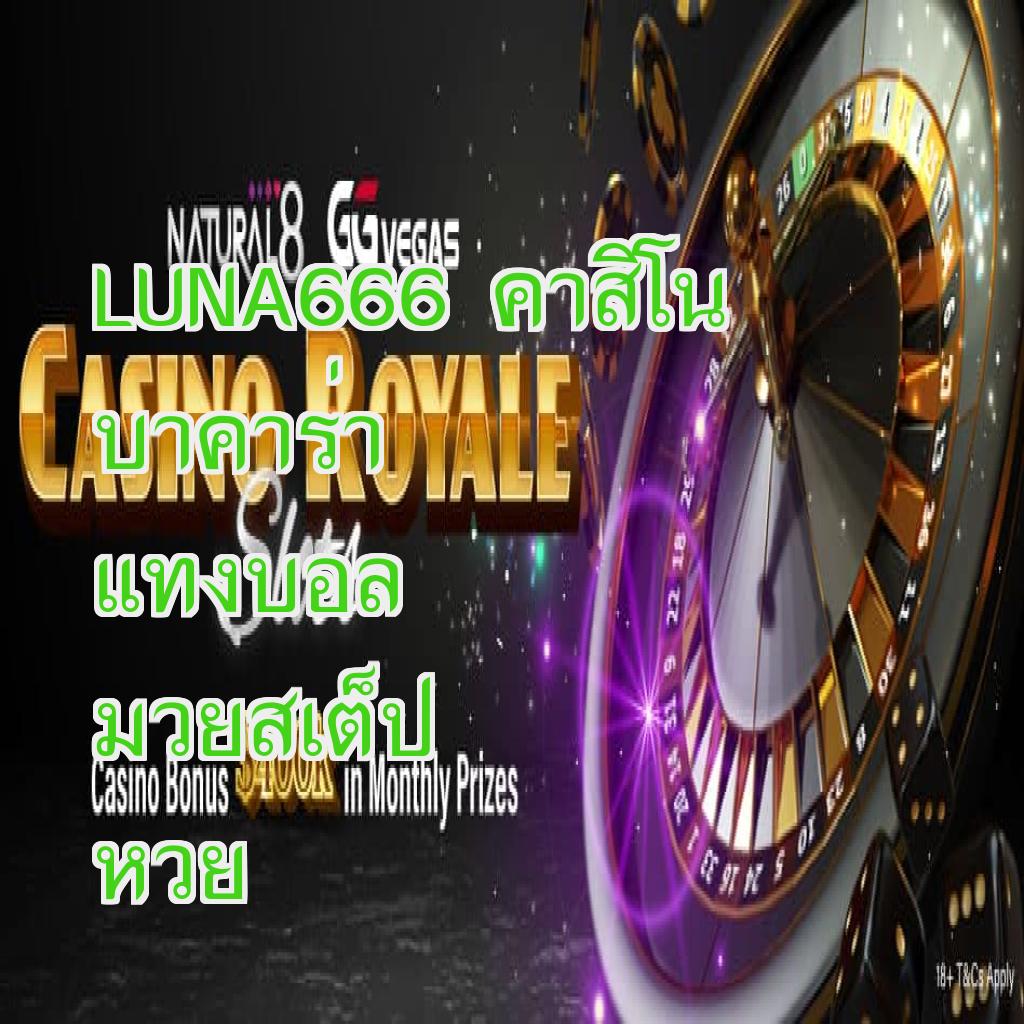 NATURAL8 GGVEGAS
LUNA666 คาสิโน
CASINO ROYALE
บาคาร่า
Slots
แทงบอล
มวยสเต็ป
Casino Bonus $400K in Monthly Prizes
หวย
18+ T&Cs Apply